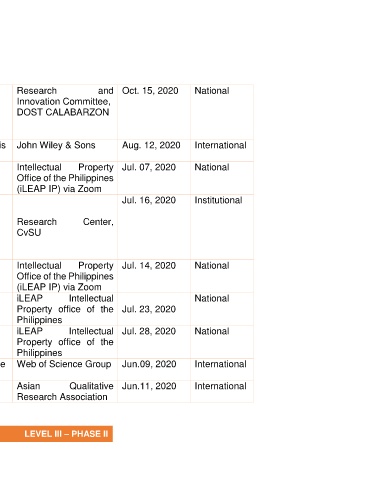 Research and Oct. 15, 2020 National
Innovation Committee,
DOST CALABARZON
is John Wiley & Sons Aug. 12, 2020 International
Intellectual Property Jul. 07, 2020 National
Office of the Philippines
(iLEAP IP) via Zoom
Jul. 16, 2020 Institutional
Research Center,
CvSU
Intellectual Property Jul. 14, 2020 National
Office of the Philippines
(iLEAP IP) via Zoom
iLEAP Intellectual National
Property office of the Jul. 23, 2020
Philippines
iLEAP Intellectual Jul. 28, 2020 National
Property office of the
Philippines
e Web of Science Group Jun.09, 2020 International
Asian Qualitative Jun.11, 2020 International
Research Association
LEVEL III – PHASE II